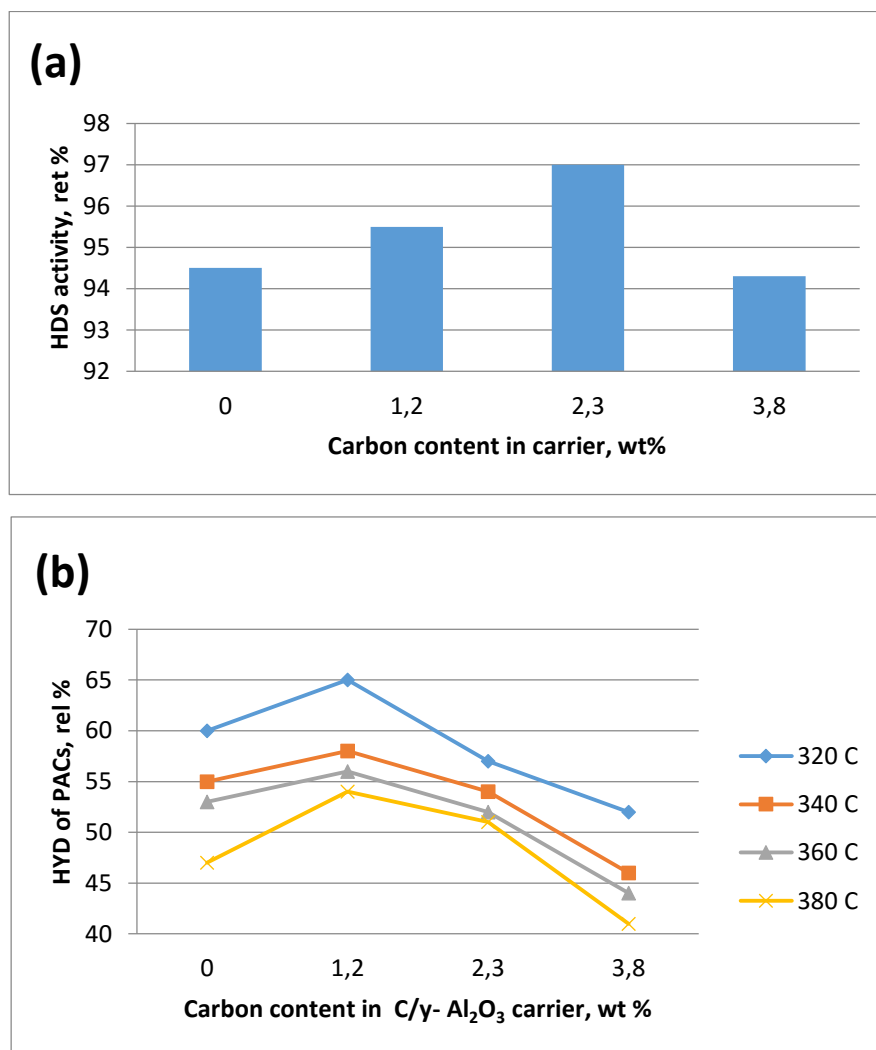 (a)
HDS activity, ret %
98
97
96
95
94
93
92
0 1,2 2,3 3,8
Carbon content in carrier, wt%
(b)
HYD of PACs, rel %
70
65
60
55
50
45
40
0 1,2 2,3 3,8
Carbon content in C/y- Al₂O₃ carrier, wt %
320 C
340 C
360 C
380 C